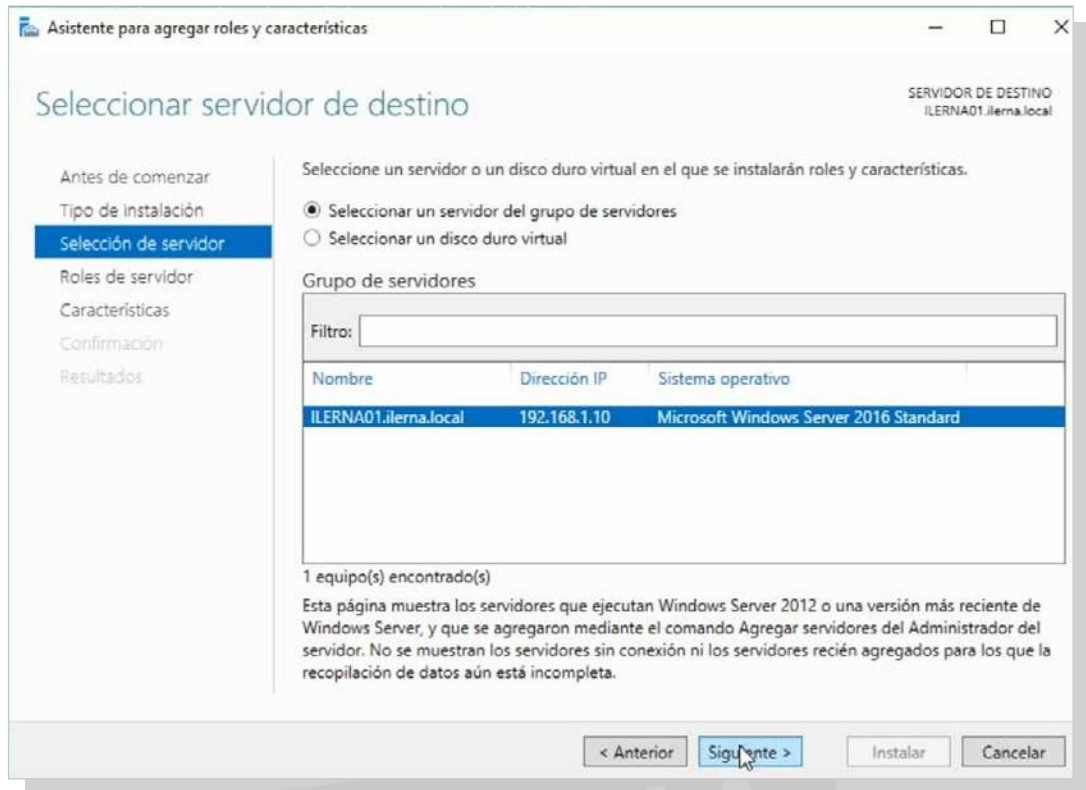 Asistente para agregar roles y características
Seleccionar servidor de destino
SERVIDOR DE DESTINO
ILERNA01.ilerna.local
Antes de comenzar
Tipo de instalación
Selección de servidor
Roles de servidor
Características
Confirmación
Resultados
Seleccione un servidor o un disco duro virtual en el que se instalarán roles y características.
Seleccionar un servidor del grupo de servidores
Seleccionar un disco duro virtual
Grupo de servidores
Filtro:
Nombre Dirección IP Sistema operativo
ILERNA01.ilerna.local 192.168.1.10 Microsoft Windows Server 2016 Standard
1 equipo(s) encontrado(s)
Esta página muestra los servidores que ejecutan Windows Server 2012 o una versión más reciente de
Windows Server, y que se agregaron mediante el comando Agregar servidores del Administrador del
servidor. No se muestran los servidores sin conexión ni los servidores recién agregados para los que la
recopilación de datos aún está incompleta.
< Anterior Siguiente > Instalar Cancelar